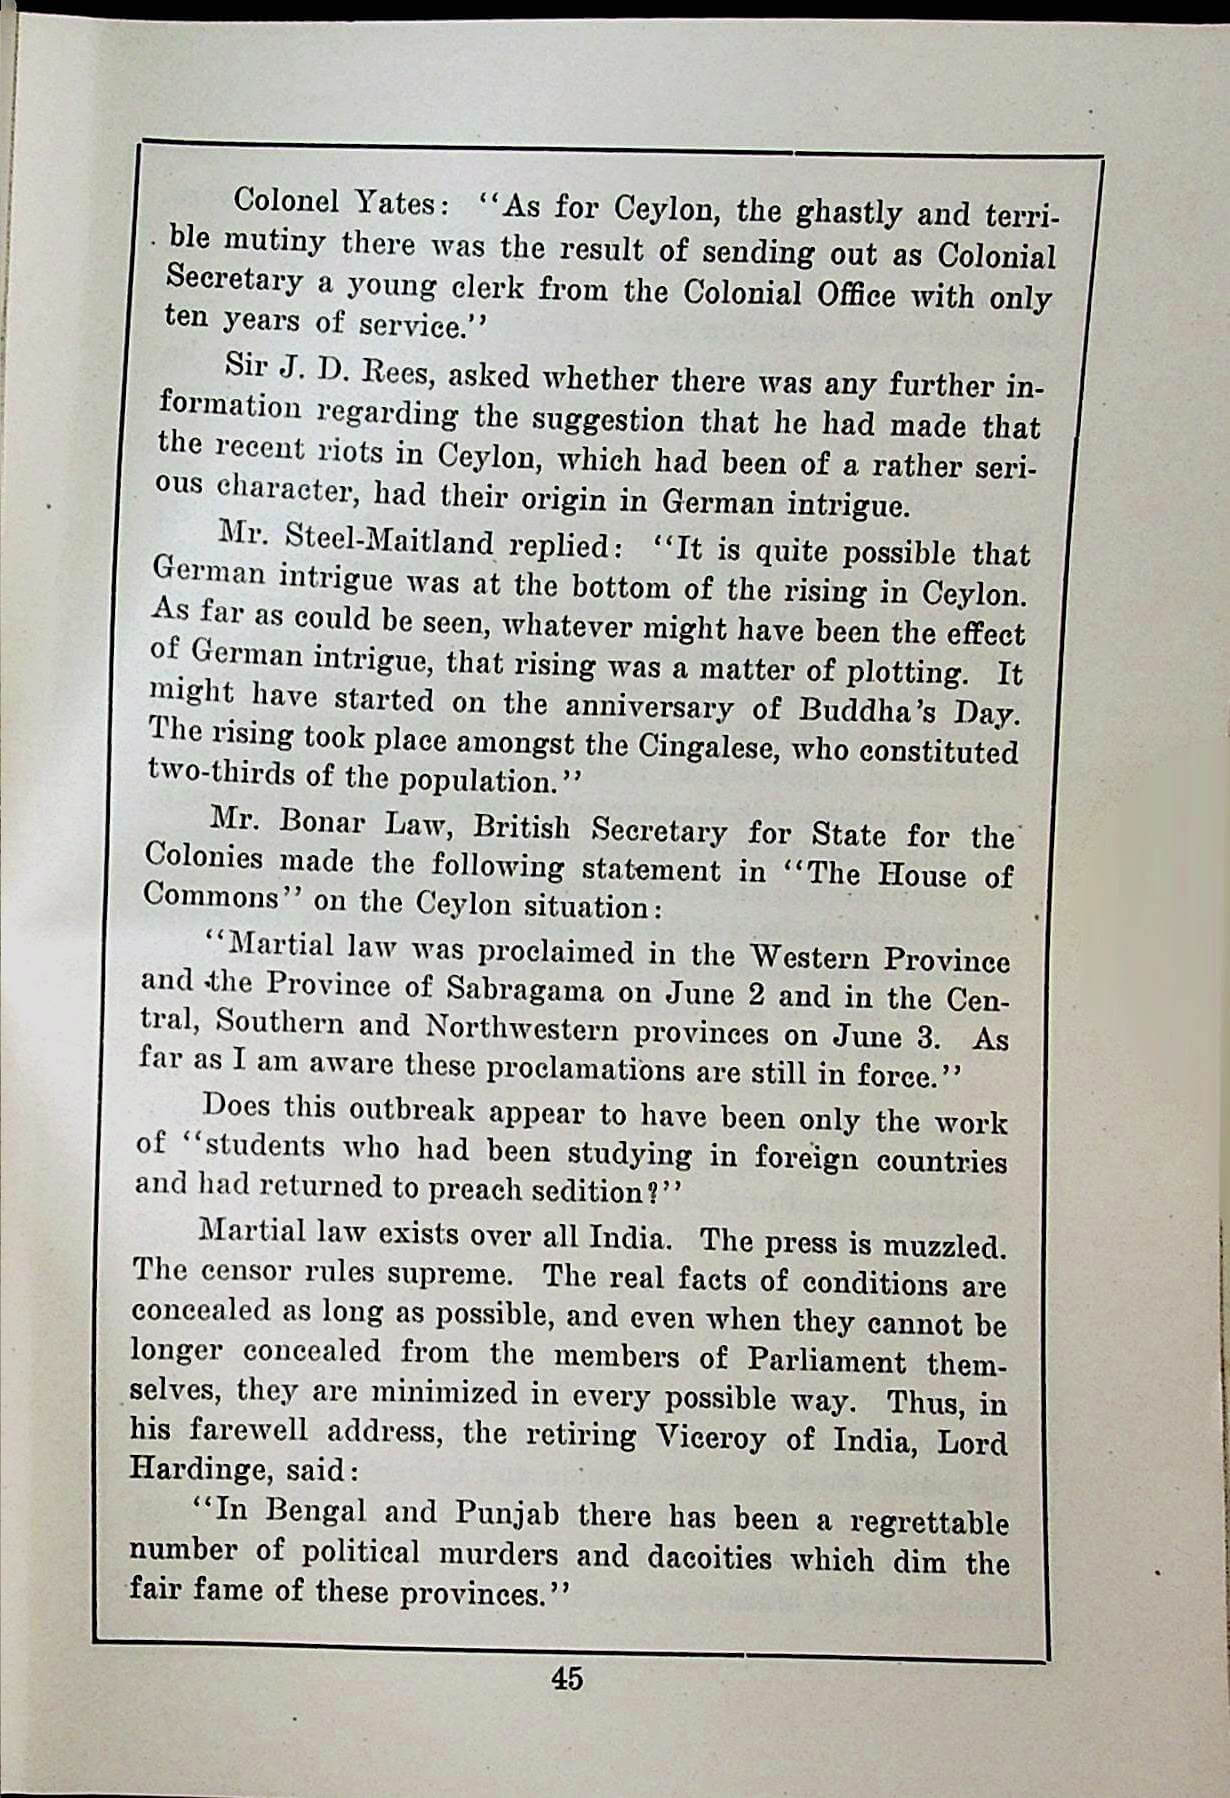 Colonel Yates: "As for Ceylon, the ghastly and terri-
ble mutiny there was the result of sending out as Colonial
Secretary a young clerk from the Colonial Office with only
ten years of service."
Sir J. D. Rees, asked whether there was any further in-
formation regarding the suggestion that he had made that
the recent riots in Ceylon, which had been of a rather seri-
ous character, had their origin in German intrigue.
Mr. Steel-Maitland replied: "It is quite possible that
German intrigue was at the bottom of the rising in Ceylon.
As far as could be seen, whatever might have been the effect
of German intrigue, that rising was a matter of plotting. It
might have started on the anniversary of Buddha's Day.
The rising took place amongst the Cingalese, who constituted
two-thirds of the population."
Mr. Bonar Law, British Secretary for State for the
Colonies made the following statement in "The House of
Commons" on the Ceylon situation:
"Martial law was proclaimed in the Western Province
and the Province of Sabragama on June 2 and in the Cen-
tral, Southern and Northwestern provinces on June 3. As
far as I am aware these proclamations are still in force."
Does this outbreak appear to have been only the work
of "students who had been studying in foreign countries
and had returned to preach sedition?"
Martial law exists over all India. The press is muzzled.
The censor rules supreme. The real facts of conditions are
concealed as long as possible, and even when they cannot be
longer concealed from the members of Parliament them-
selves, they are minimized in every possible way. Thus, in
his farewell address, the retiring Viceroy of India, Lord
Hardinge, said:
"In Bengal and Punjab there has been a regrettable
number of political murders and dacoities which dim the
fair fame of these provinces."
45